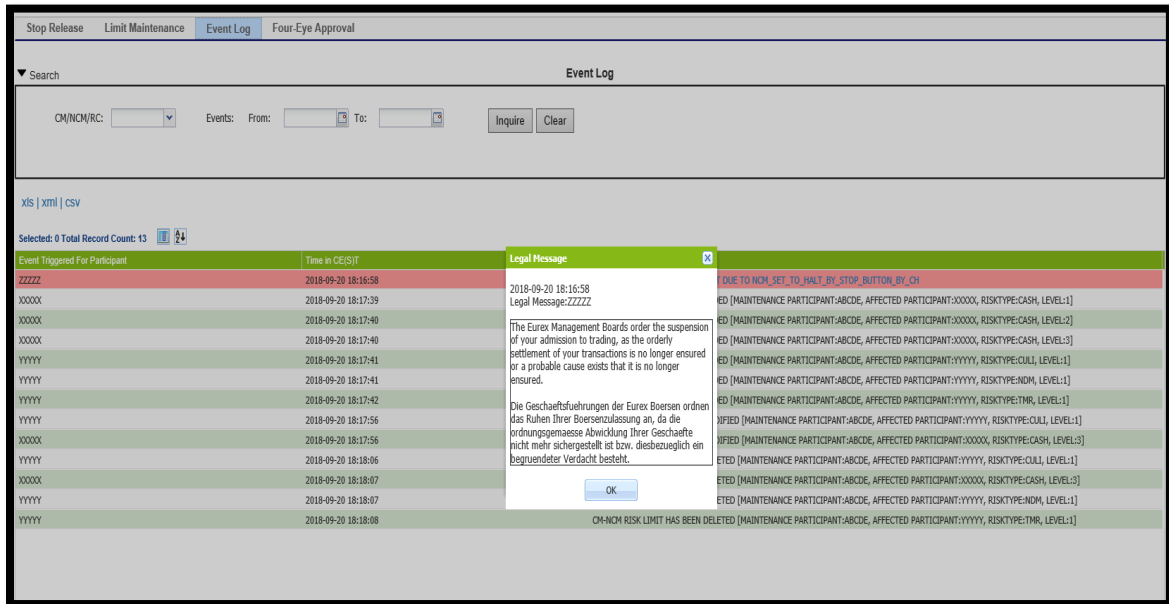 Stop Release Limit Maintenance Event Log Four-Eye Approval
Search Event Log
CM/NCM/RC: Events: From: To: Inquire Clear
xls | xml | csv
Selected: 0 Total Record Count: 13
Event Triggered For Participant Time in CE(S)T
ZZZZZ 2018-09-20 18:16:58 DUE TO NCM_SET_TO_HALT_BY_STOP_BUTTON_BY_CH
XXXXX 2018-09-20 18:17:39 ED [MAINTENANCE PARTICIPANT:ABCDE, AFFECTED PARTICIPANT:XXXXX, RISKTYPE:CASH, LEVEL:1]
XXXXX 2018-09-20 18:17:40 ED [MAINTENANCE PARTICIPANT:ABCDE, AFFECTED PARTICIPANT:XXXXX, RISKTYPE:CASH, LEVEL:2]
XXXXX 2018-09-20 18:17:40 ED [MAINTENANCE PARTICIPANT:ABCDE, AFFECTED PARTICIPANT:XXXXX, RISKTYPE:CASH, LEVEL:3]
YYYYY 2018-09-20 18:17:41 ED [MAINTENANCE PARTICIPANT:ABCDE, AFFECTED PARTICIPANT:YYYYY, RISKTYPE:CULI, LEVEL:1]
YYYYY 2018-09-20 18:17:41 ED [MAINTENANCE PARTICIPANT:ABCDE, AFFECTED PARTICIPANT:YYYYY, RISKTYPE:NDM, LEVEL:1]
YYYYY 2018-09-20 18:17:42 ED [MAINTENANCE PARTICIPANT:ABCDE, AFFECTED PARTICIPANT:YYYYY, RISKTYPE:TMR, LEVEL:1]
YYYYY 2018-09-20 18:17:56 DIFIED [MAINTENANCE PARTICIPANT:ABCDE, AFFECTED PARTICIPANT:YYYYY, RISKTYPE:CULI, LEVEL:1]
XXXXX 2018-09-20 18:17:56 DIFIED [MAINTENANCE PARTICIPANT:ABCDE, AFFECTED PARTICIPANT:XXXXX, RISKTYPE:CASH, LEVEL:3]
YYYYY 2018-09-20 18:18:06 ETED [MAINTENANCE PARTICIPANT:ABCDE, AFFECTED PARTICIPANT:YYYYY, RISKTYPE:CULI, LEVEL:1]
XXXXX 2018-09-20 18:18:07 ETED [MAINTENANCE PARTICIPANT:ABCDE, AFFECTED PARTICIPANT:XXXXX, RISKTYPE:CASH, LEVEL:3]
YYYYY 2018-09-20 18:18:07 ETED [MAINTENANCE PARTICIPANT:ABCDE, AFFECTED PARTICIPANT:YYYYY, RISKTYPE:NDM, LEVEL:1]
YYYYY 2018-09-20 18:18:08 CM-NCM RISK LIMIT HAS BEEN DELETED [MAINTENANCE PARTICIPANT:ABCDE, AFFECTED PARTICIPANT:YYYYY, RISKTYPE:TMR, LEVEL:1]
Legal Message
2018-09-20 18:16:58
Legal Message:ZZZZZ
The Eurex Management Boards order the suspension
of your admission to trading, as the orderly
settlement of your transactions is no longer ensured
or a probable cause exists that it is no longer
ensured.
Die Geschaeftsfuehrungen der Eurex Boersen ordnen
das Ruhen Ihrer Boersenzulassung an, da die
ordnungsgemaesse Abwicklung Ihrer Geschaefte
nicht mehr sichergestellt ist bzw. diesbezueglich ein
begruendeter Verdacht besteht.
OK